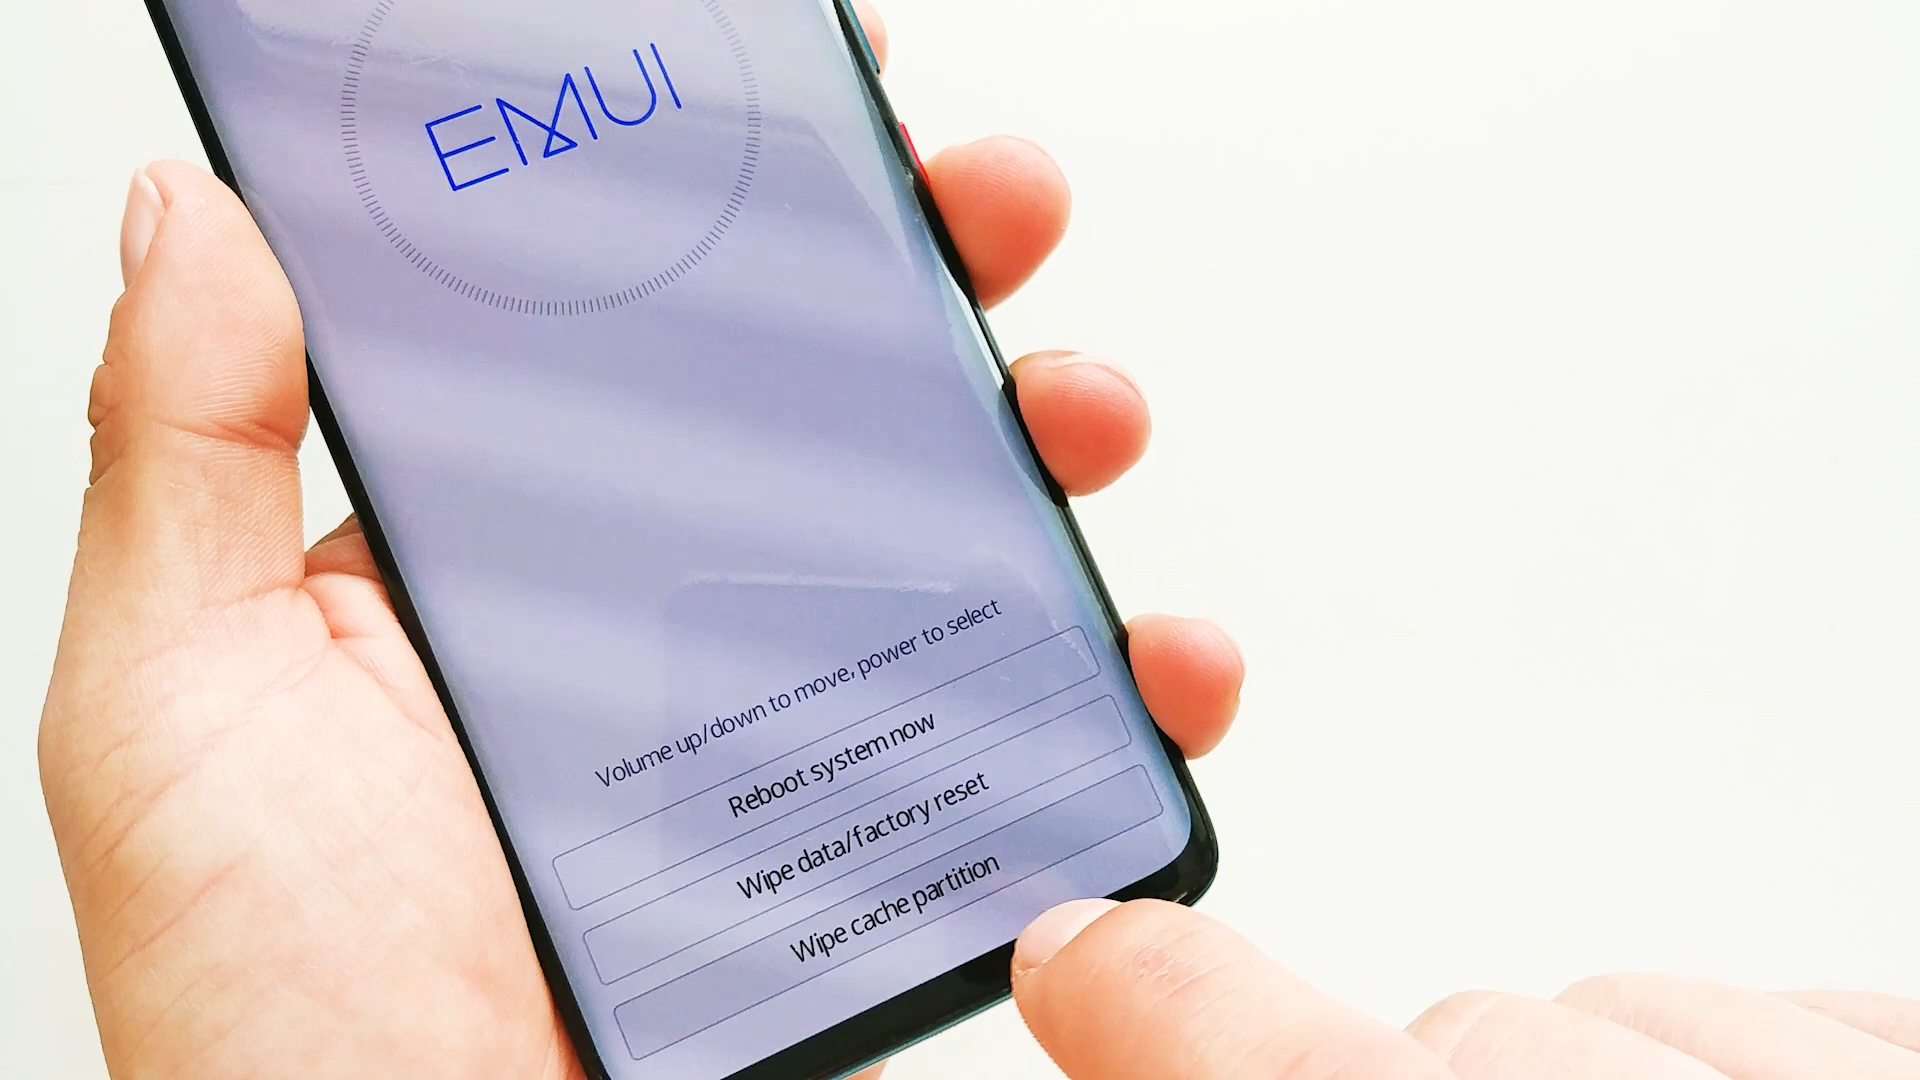 EMUI
Volume up/down to move, power to select
Reboot system now
Wipe data/factory reset
Wipe cache partition